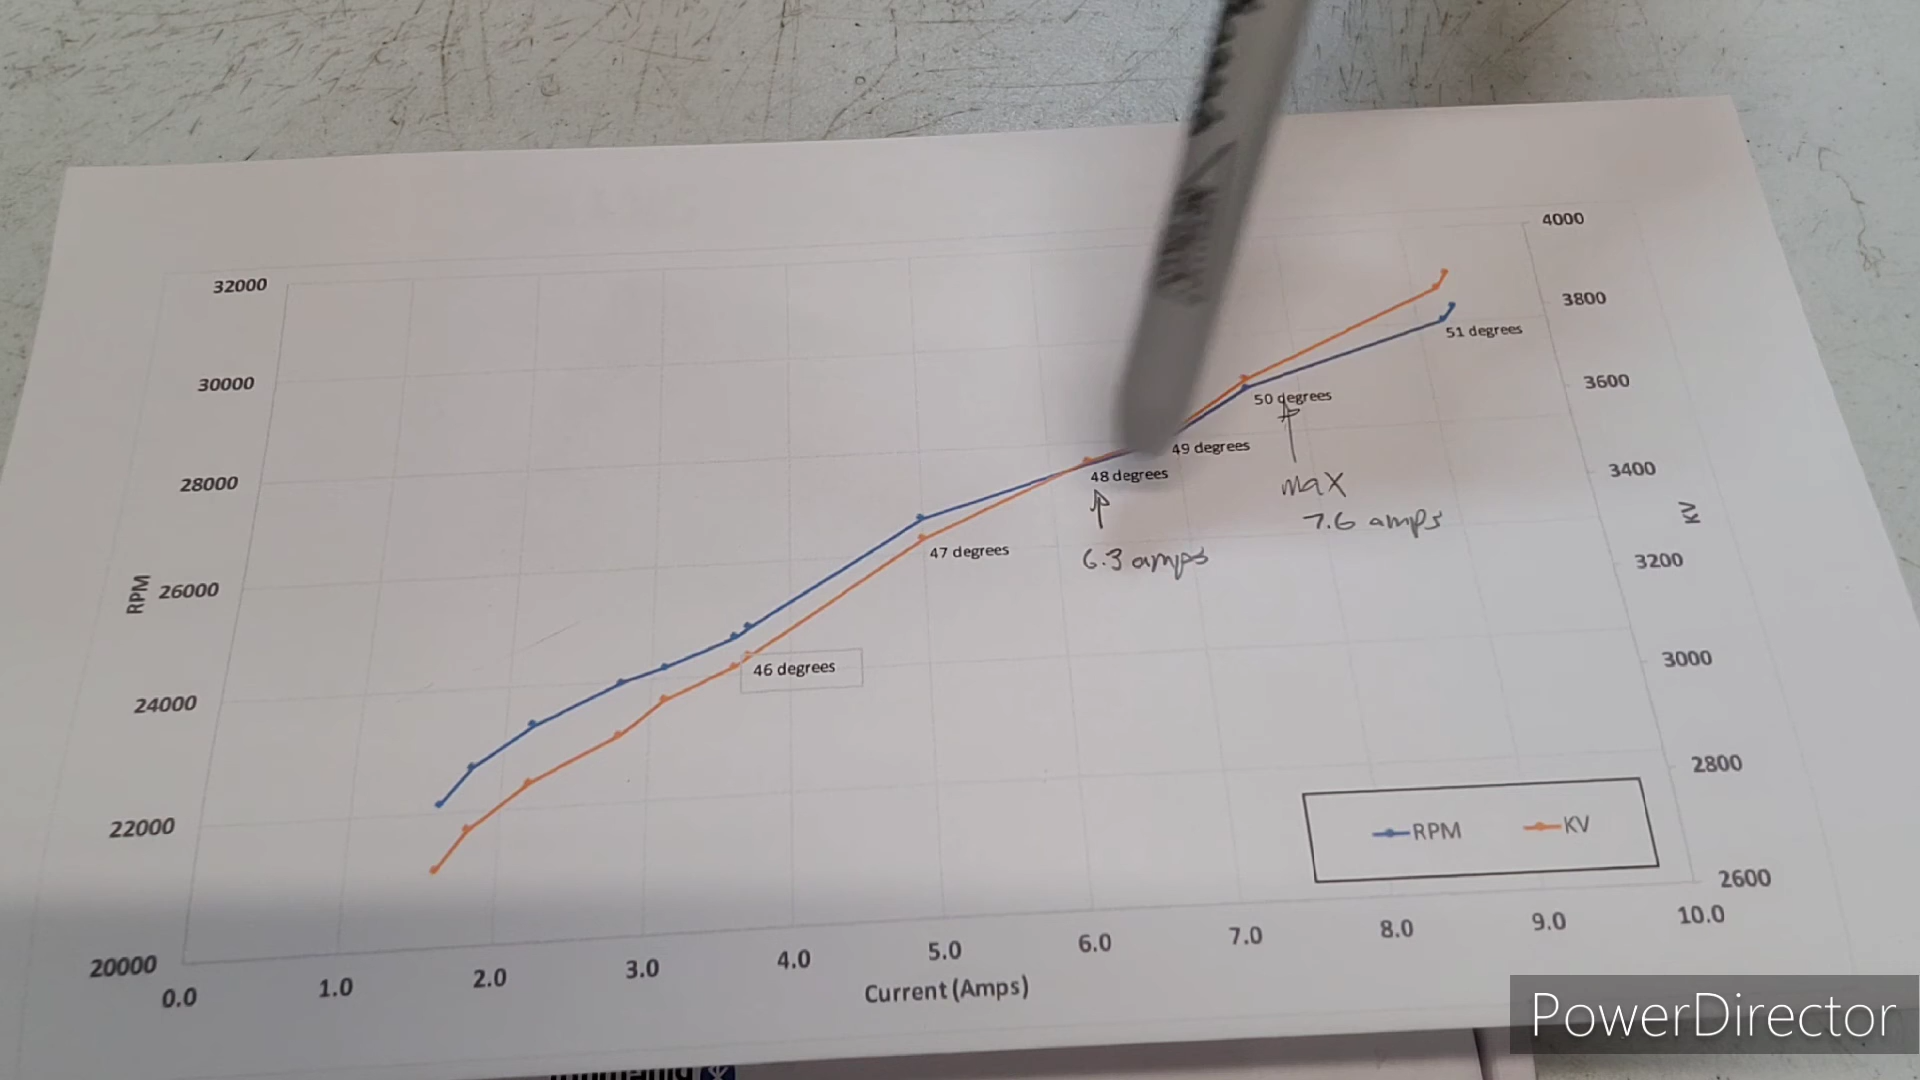 4000
32000
3800
51 degrees
30000
3600
50 degrees
49 degrees
3400
48 degrees
max
28000
7.6 amps
KV
47 degrees
6.3 amps
3200
RPM
26000
46 degrees
3000
24000
2800
22000
RPM KV
2600
20000
0.0 1.0 2.0 3.0 4.0 5.0 6.0 7.0 8.0 9.0 10.0
Current (Amps)
PowerDirector